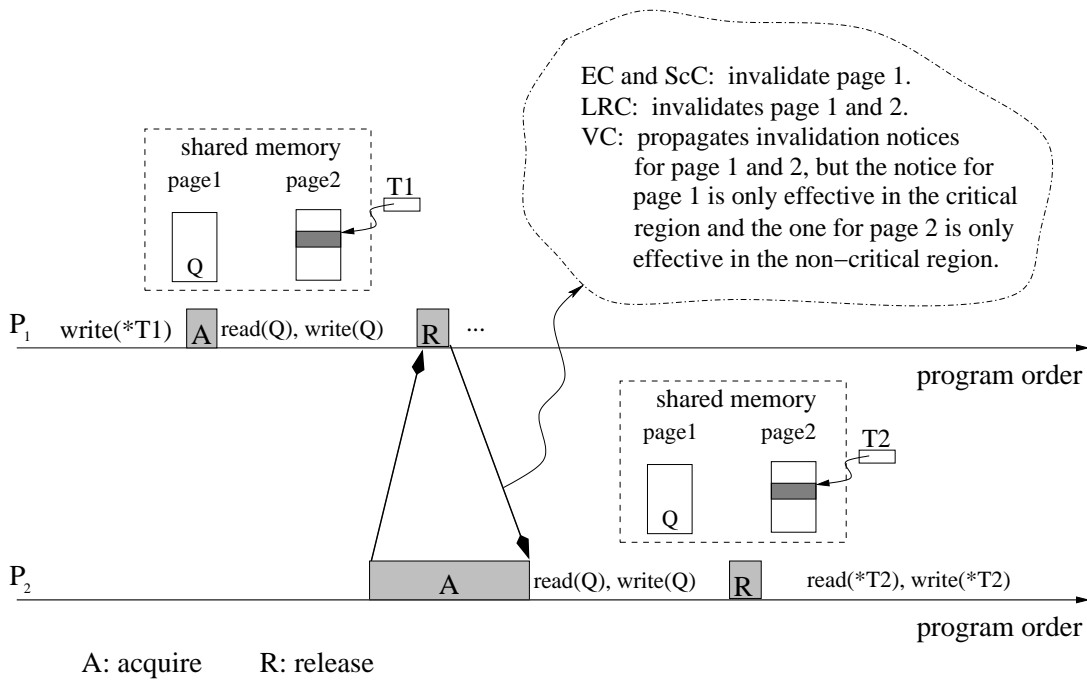 EC and ScC: invalidate page 1.
LRC: invalidates page 1 and 2.
VC: propagates invalidation notices
for page 1 and 2, but the notice for
page 1 is only effective in the critical
region and the one for page 2 is only
effective in the non−critical region.
shared memory
page1 page2
T1
Q
P1 write(*T1) A read(Q), write(Q) R ...
program order
shared memory
page1 page2
T2
Q
P2 A read(Q), write(Q) R read(*T2), write(*T2)
program order
A: acquire R: release